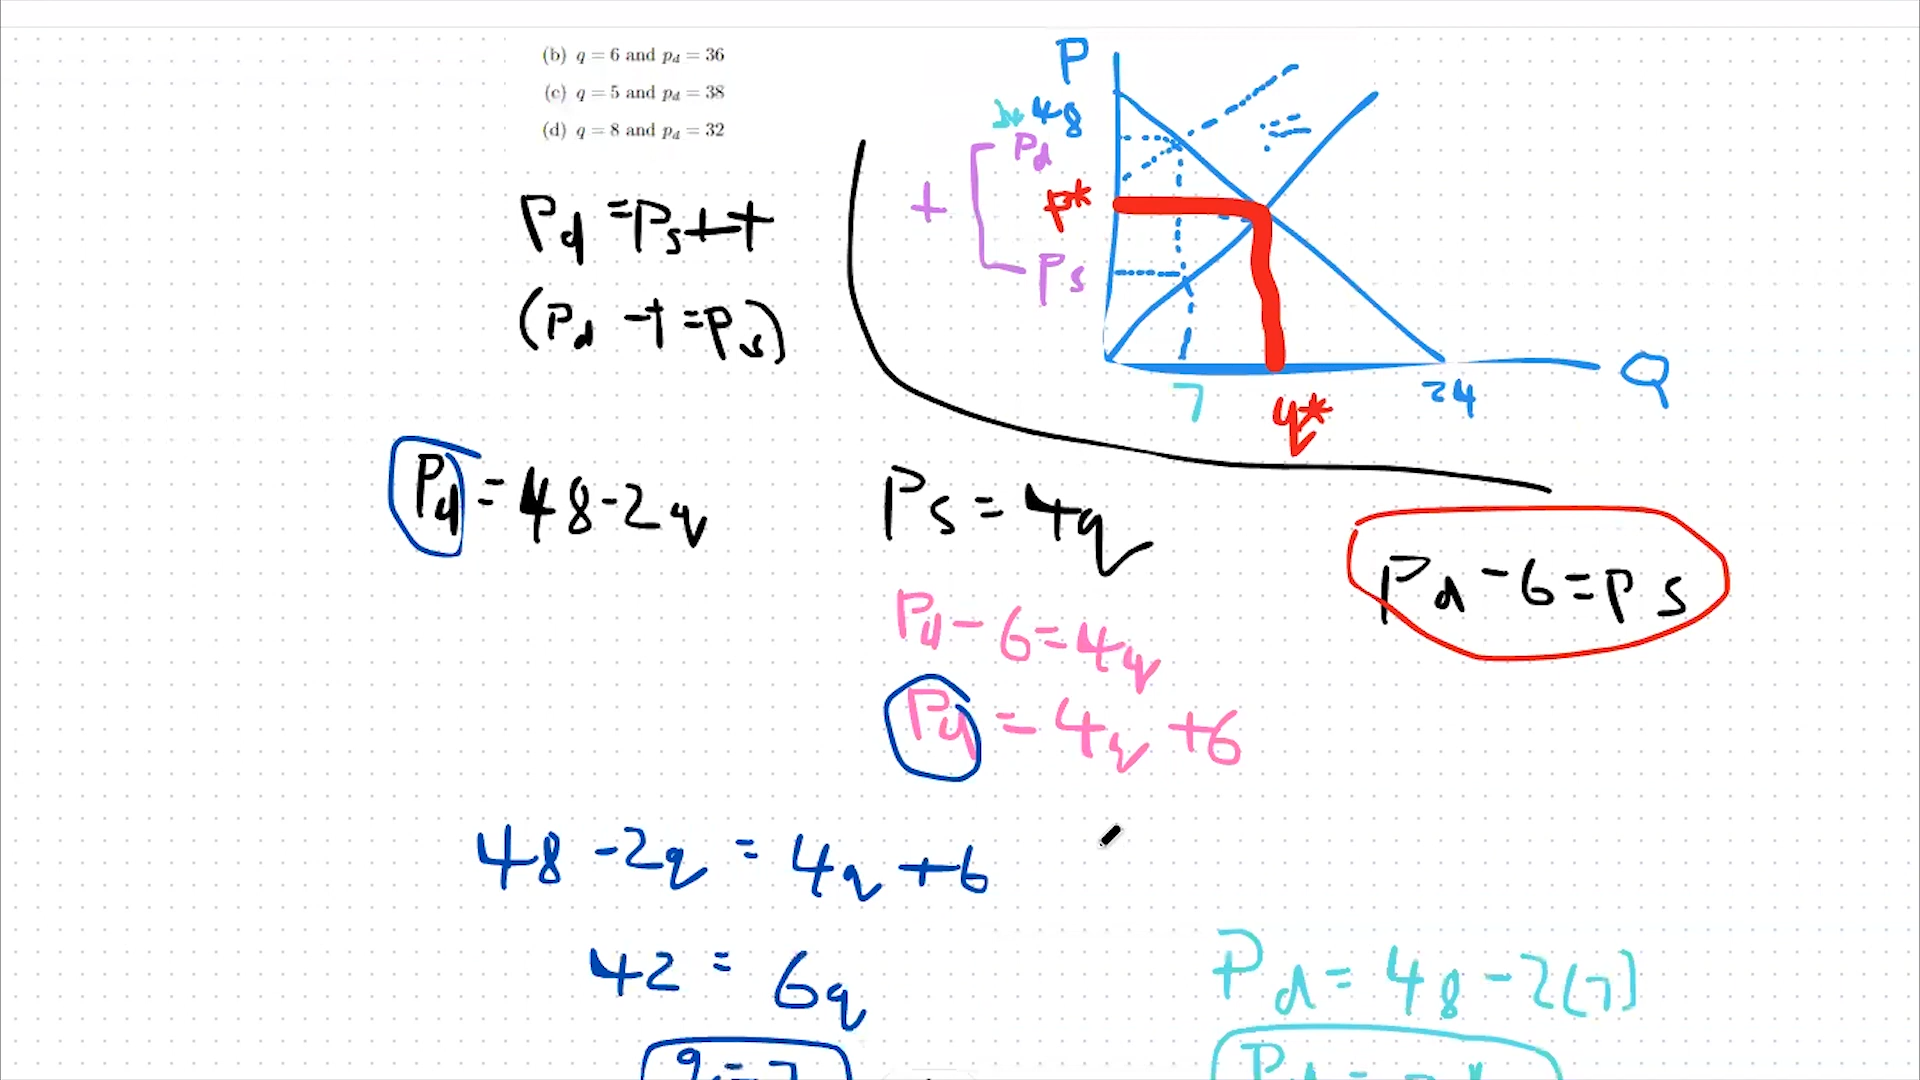 (b) q = 6 and p_d = 36
(c) q = 5 and p_d = 38
(d) q = 8 and p_d = 32
P
48
Pd
t
P*
Ps
7
q*
24
Q
Pd = Ps + t
(Pd - t = Ps)
Pd = 48 - 2q
Ps = 4q
Pd - 6 = Ps
Pd - 6 = 4q
Pd = 4q + 6
48 - 2q = 4q + 6
42 = 6q
Pd = 48 - 2(7)
q = 7
Pd =